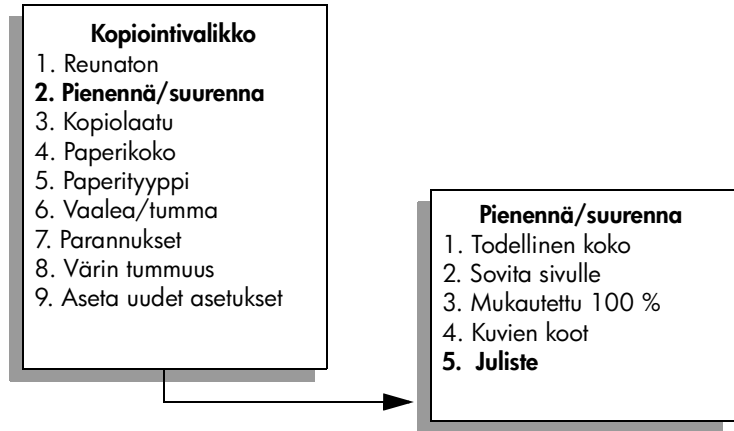 Kopiointivalikko
1. Reunaton
2. Pienennä/suurenna
3. Kopiolaatu
4. Paperikoko
5. Paperityyppi
6. Vaalea/tumma
7. Parannukset
8. Värin tummuus
9. Aseta uudet asetukset
Pienennä/suurenna
1. Todellinen koko
2. Sovita sivulle
3. Mukautettu 100 %
4. Kuvien koot
5. Juliste